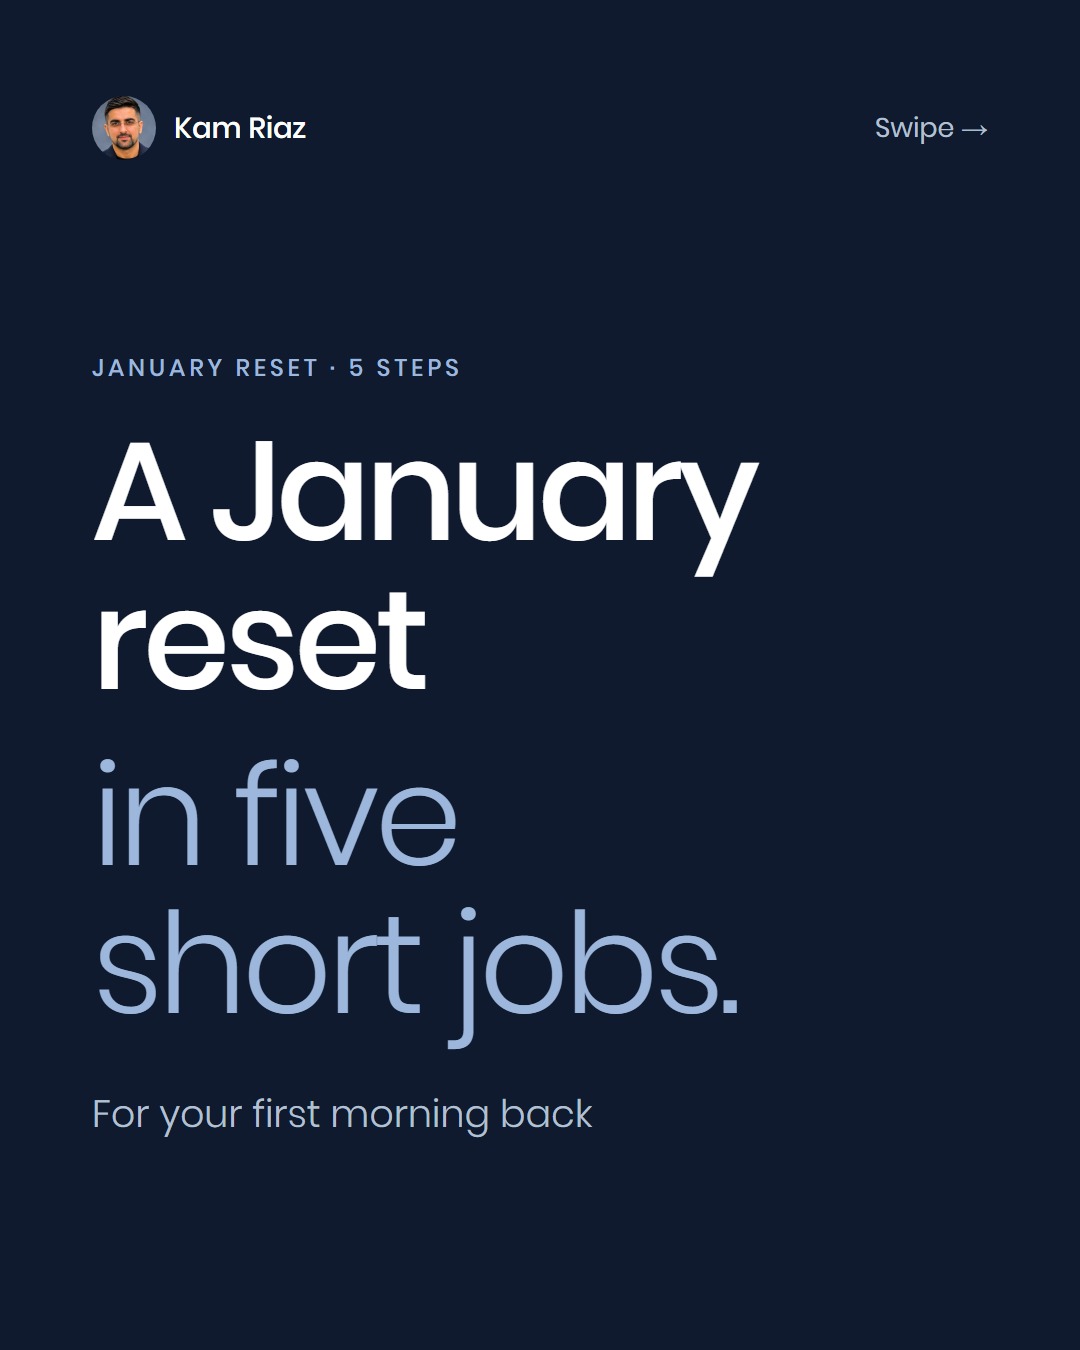 Kam Riaz
Swipe →
JANUARY RESET · 5 STEPS
A January
reset
in five
short jobs.
For your first morning back